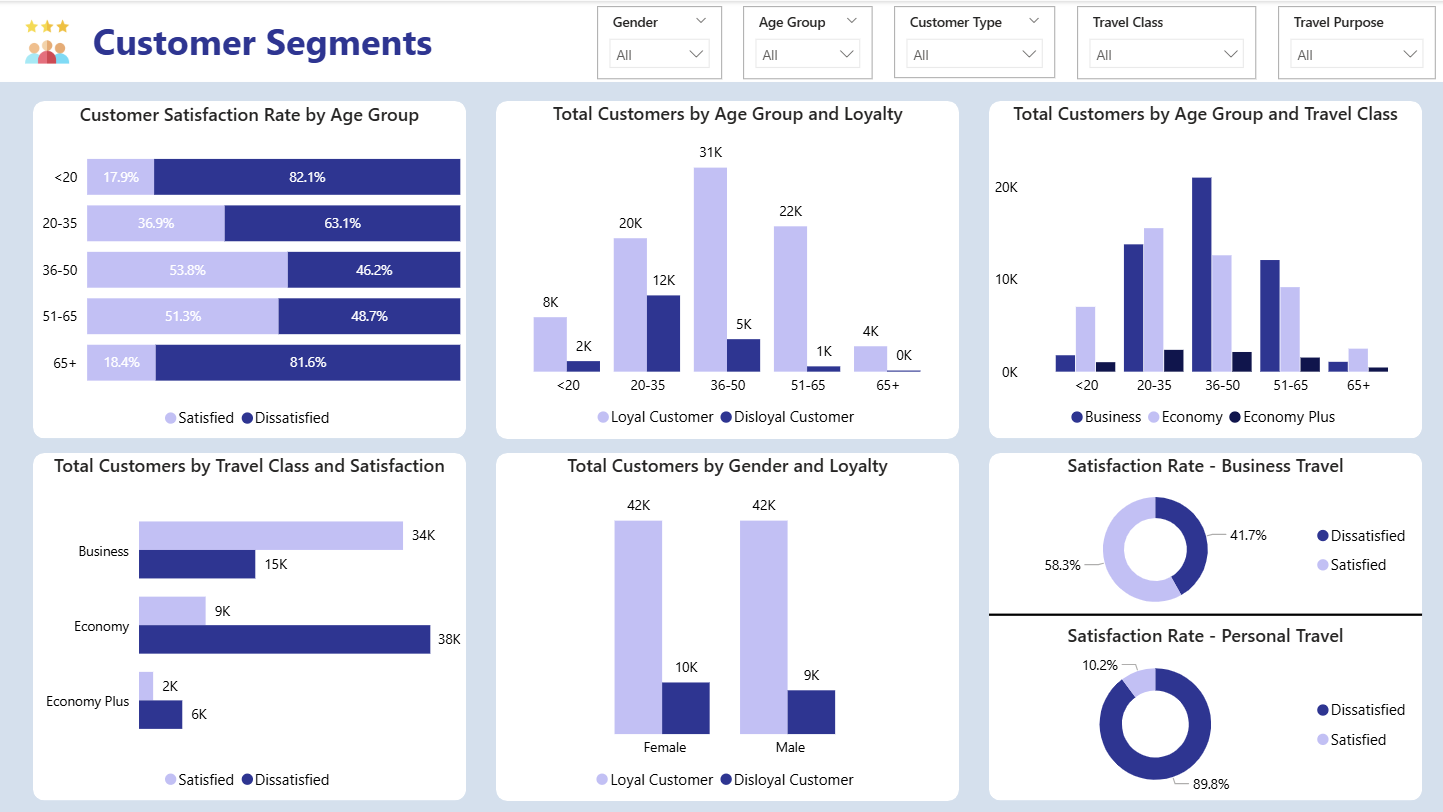 Customer Segments
Gender
All
Age Group
All
Customer Type
All
Travel Class
All
Travel Purpose
All
Customer Satisfaction Rate by Age Group
<20 17.9% 82.1%
20-35 36.9% 63.1%
36-50 53.8% 46.2%
51-65 51.3% 48.7%
65+ 18.4% 81.6%
Satisfied Dissatisfied
Total Customers by Age Group and Loyalty
31K
22K
20K
12K
8K
5K
4K
2K
1K
0K
<20 20-35 36-50 51-65 65+
Loyal Customer Disloyal Customer
Total Customers by Age Group and Travel Class
20K
10K
0K
<20 20-35 36-50 51-65 65+
Business Economy Economy Plus
Total Customers by Travel Class and Satisfaction
34K
Business
15K
9K
Economy
38K
2K
Economy Plus
6K
Satisfied Dissatisfied
Total Customers by Gender and Loyalty
42K 42K
10K
9K
Female Male
Loyal Customer Disloyal Customer
Satisfaction Rate - Business Travel
41.7%
58.3%
Dissatisfied
Satisfied
Satisfaction Rate - Personal Travel
10.2%
89.8%
Dissatisfied
Satisfied